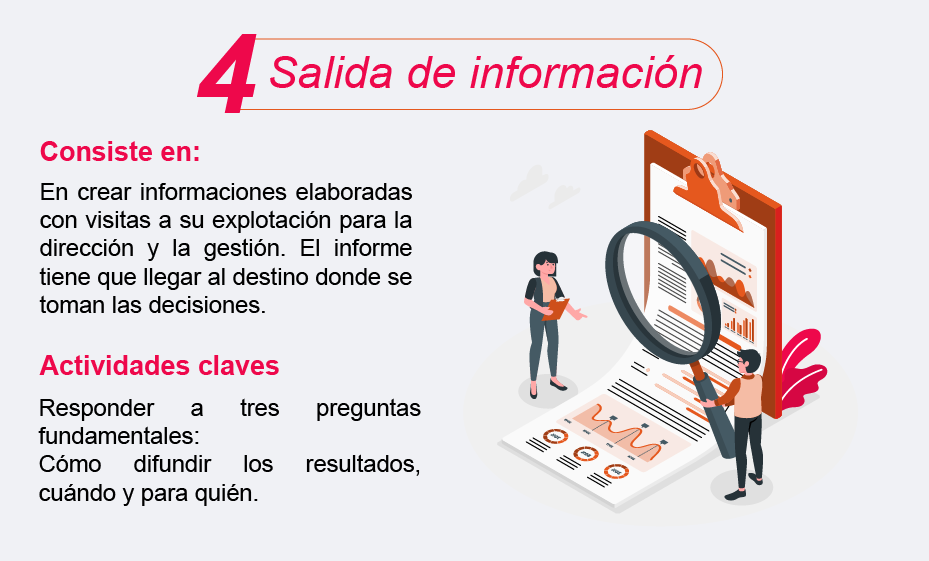 4 Salida de información
Consiste en:
En crear informaciones elaboradas
con visitas a su explotación para la
dirección y la gestión. El informe
tiene que llegar al destino donde se
toman las decisiones.
Actividades claves
Responder a tres preguntas
fundamentales:
Cómo difundir los resultados,
cuándo y para quién.